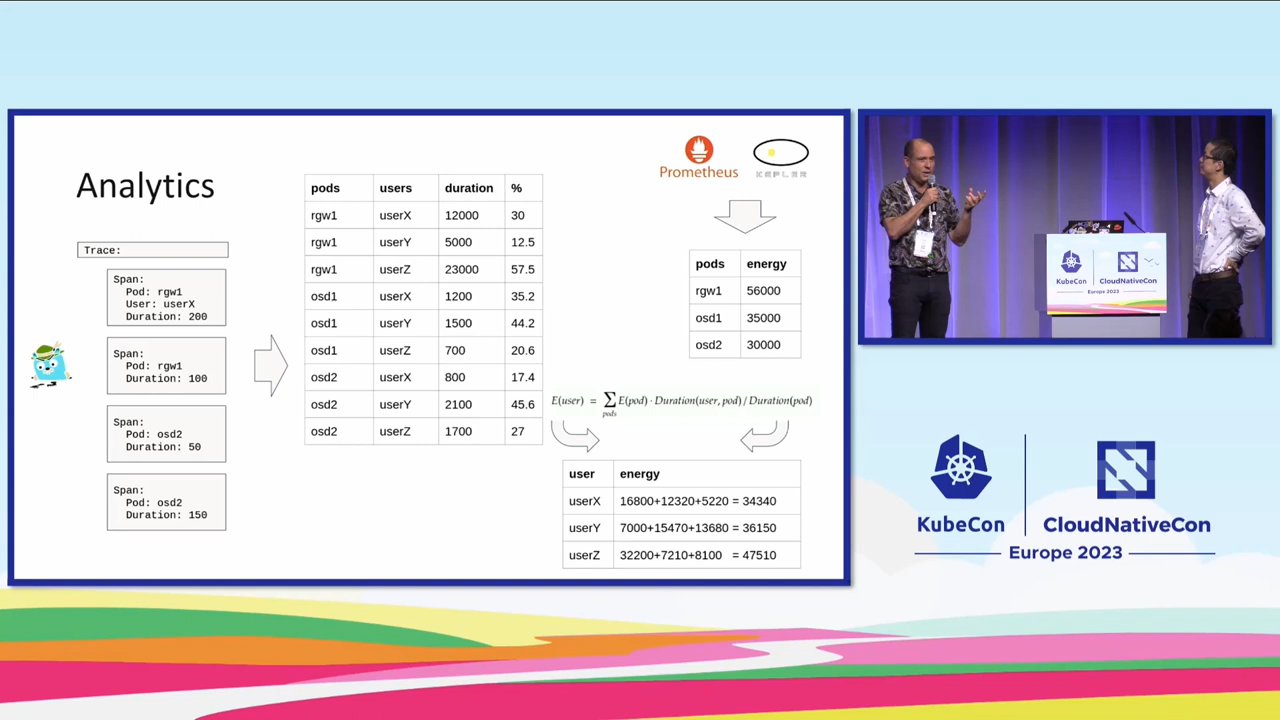 Analytics
Trace:
Span:
Pod: rgw1
User: userX
Duration: 200
Span:
Pod: rgw1
Duration: 100
Span:
Pod: osd2
Duration: 50
Span:
Pod: osd2
Duration: 150
pods users duration %
rgw1 userX 12000 30
rgw1 userY 5000 12.5
rgw1 userZ 23000 57.5
osd1 userX 1200 35.2
osd1 userY 1500 44.2
osd1 userZ 700 20.6
osd2 userX 800 17.4
osd2 userY 2100 45.6
osd2 userZ 1700 27
Prometheus
KEPLER
pods energy
rgw1 56000
osd1 35000
osd2 30000
E(user) = ∑ E(pod) · Duration(user, pod) / Duration(pod)
pods
user energy
userX 16800+12320+5220 = 34340
userY 7000+15470+13680 = 36150
userZ 32200+7210+8100 = 47510
KubeCon
CloudNativeCon
Europe 2023
KubeCon
CloudNativeCon
Europe 2023